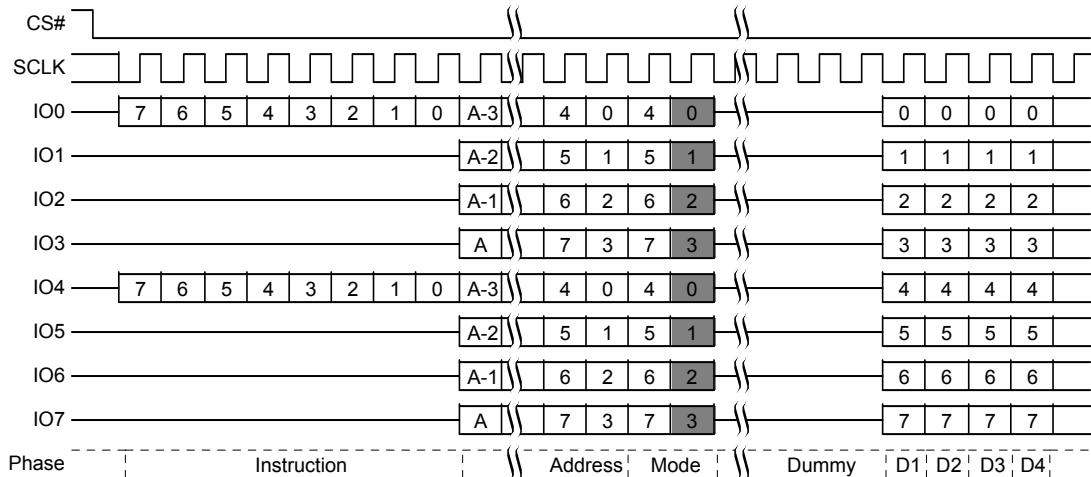 CS#
SCLK
IO0 7 6 5 4 3 2 1 0 A-3 4 0 4 0 0 0 0 0
IO1 A-2 5 1 5 1 1 1 1 1
IO2 A-1 6 2 6 2 2 2 2 2
IO3 A 7 3 7 3 3 3 3 3
IO4 7 6 5 4 3 2 1 0 A-3 4 0 4 0 4 4 4 4
IO5 A-2 5 1 5 1 5 5 5 5
IO6 A-1 6 2 6 2 6 6 6 6
IO7 A 7 3 7 3 7 7 7 7
Phase Instruction Address Mode Dummy D1 D2 D3 D4